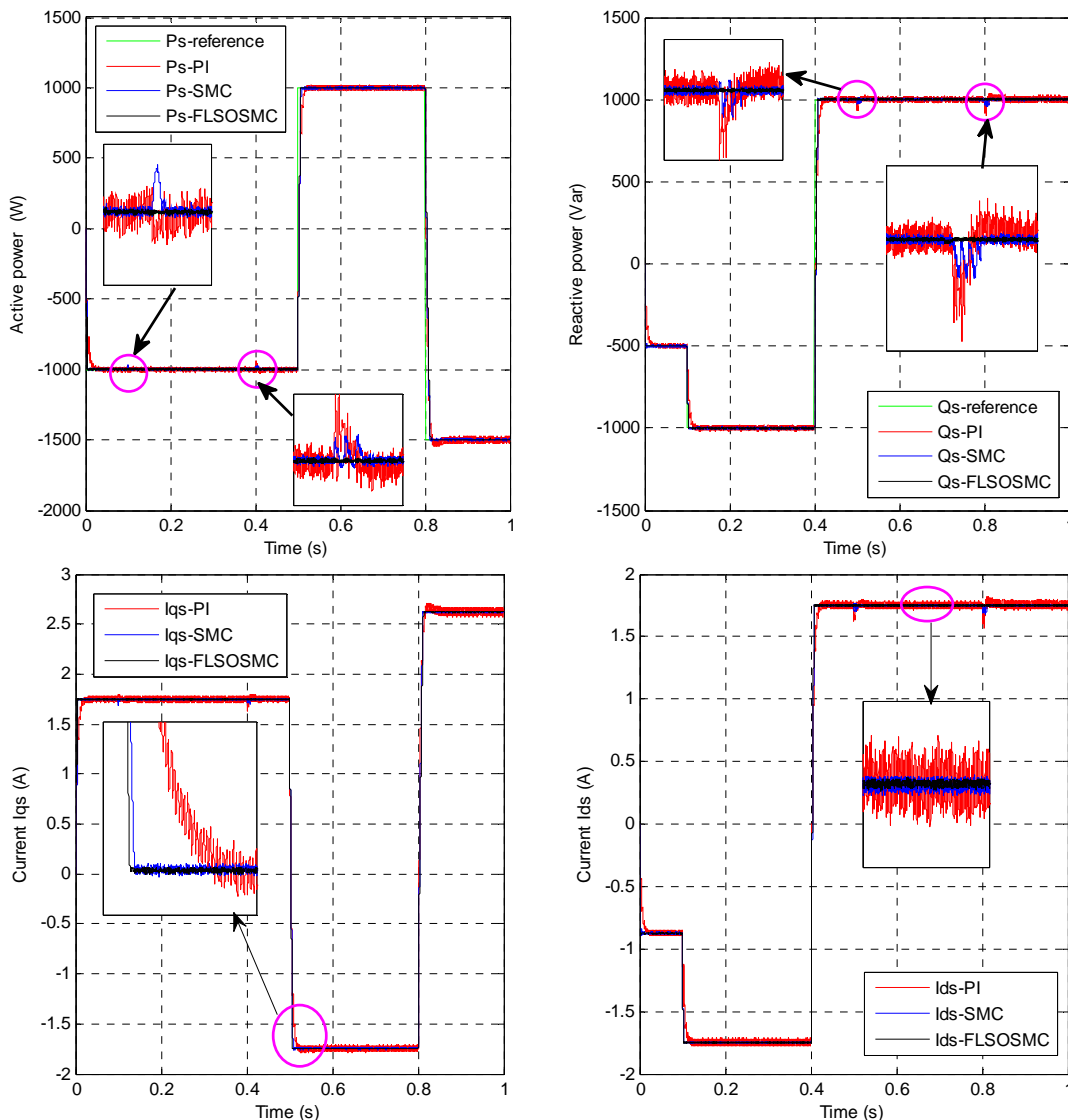 1500
1000
500
0
-500
-1000
-1500
-2000
Active power (W)
Ps-reference
Ps-PI
Ps-SMC
Ps-FLSOSMC
0
0.2
0.4
0.6
0.8
1
Time (s)
1500
1000
500
0
-500
-1000
-1500
Reactive power (Var)
Qs-reference
Qs-PI
Qs-SMC
Qs-FLSOSMC
0
0.2
0.4
0.6
0.8
1
Time (s)
3
2.5
2
1.5
1
0.5
0
-0.5
-1
-1.5
-2
Current Iqs (A)
Iqs-PI
Iqs-SMC
Iqs-FLSOSMC
0
0.2
0.4
0.6
0.8
1
Time (s)
2
1.5
1
0.5
0
-0.5
-1
-1.5
-2
Current Ids (A)
Ids-PI
Ids-SMC
Ids-FLSOSMC
0
0.2
0.4
0.6
0.8
1
Time (s)